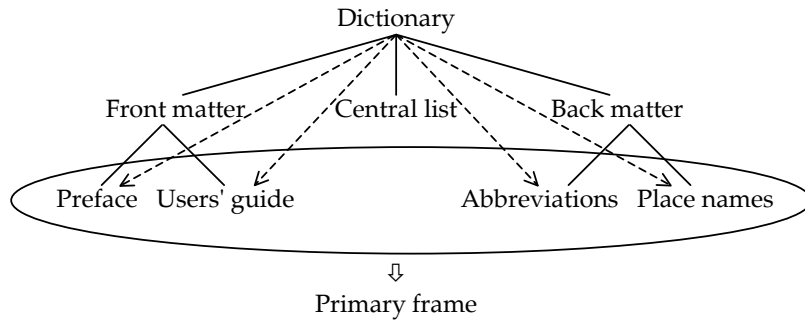 Dictionary
Front matter Central list Back matter
Preface Users' guide Abbreviations Place names
Primary frame